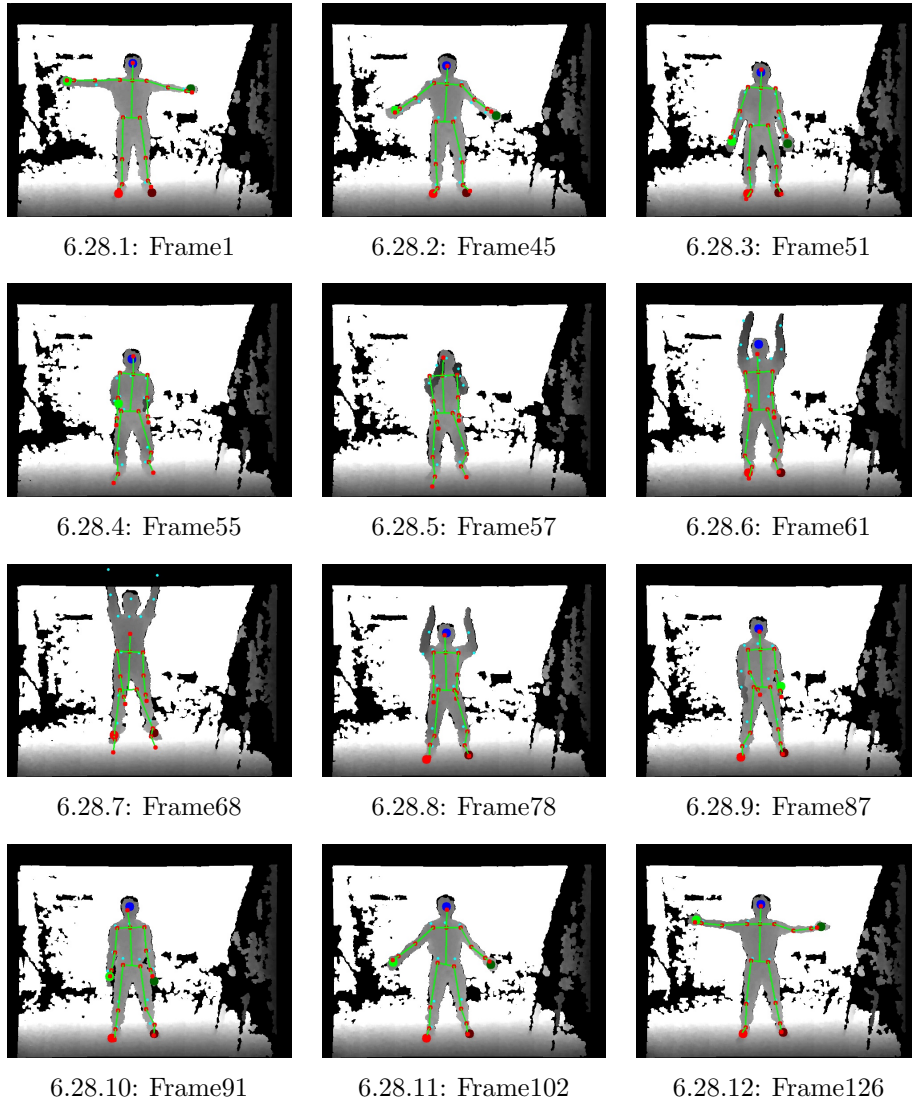 6.28.1: Frame1
6.28.2: Frame45
6.28.3: Frame51
6.28.4: Frame55
6.28.5: Frame57
6.28.6: Frame61
6.28.7: Frame68
6.28.8: Frame78
6.28.9: Frame87
6.28.10: Frame91
6.28.11: Frame102
6.28.12: Frame126